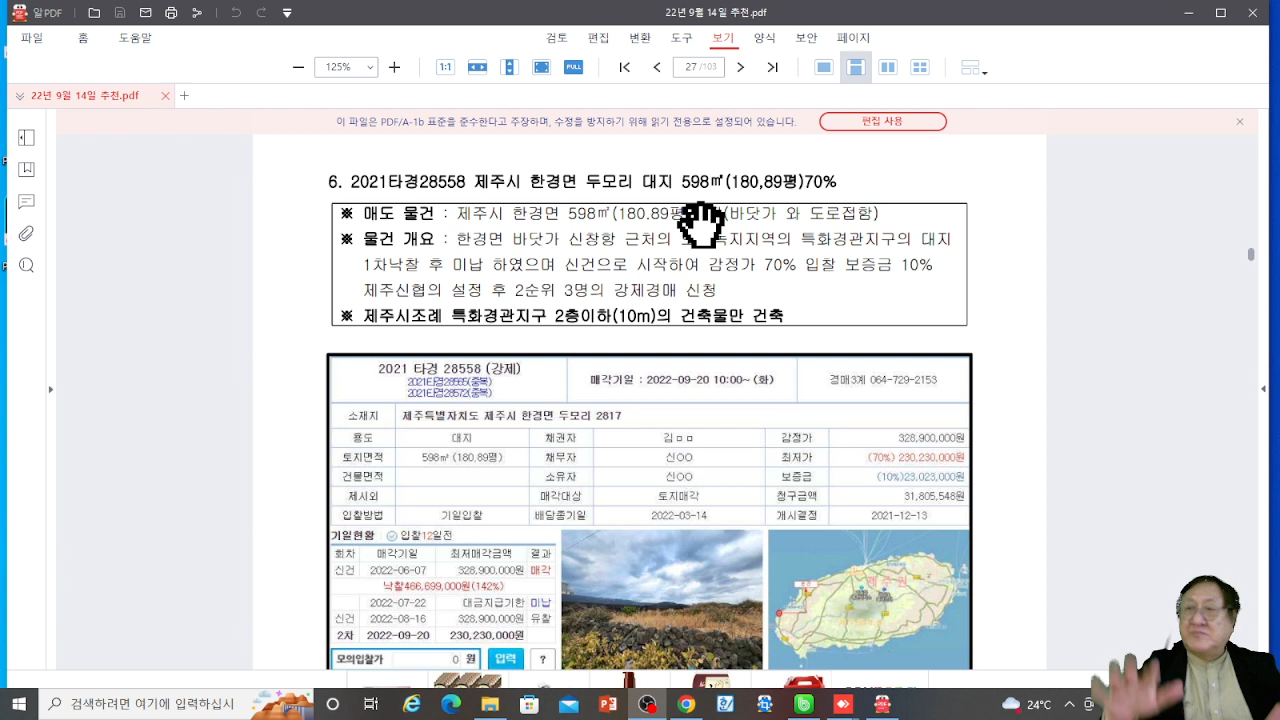 알PDF
22년 9월 14일 추천.pdf
파일 홈 도움말 검토 편집 변환 도구 보기 양식 보안 페이지
125% 1:1 FULL 27 /103
22년 9월 14일 추천.pdf
이 파일은 PDF/A-1b 표준을 준수한다고 주장하며, 수정을 방지하기 위해 읽기 전용으로 설정되어 있습니다. 편집 사용
6. 2021타경28558 제주시 한경면 두모리 대지 598㎡(180,89평)70%
※ 매도 물건 : 제주시 한경면 598㎡(180.89평 (바닷가 와 도로접함)
※ 물건 개요 : 한경면 바닷가 신창항 근처의 녹지지역의 특화경관지구의 대지
1차낙찰 후 미납 하였으며 신건으로 시작하여 감정가 70% 입찰 보증금 10%
제주신협의 설정 후 2순위 3명의 강제경매 신청
※ 제주시조례 특화경관지구 2층이하(10m)의 건축물만 건축
2021 타경 28558 (강제)
2021타경28565(중복)
2021타경28572(중복)
매각기일 : 2022-09-20 10:00~ (화)
경매3계 064-729-2153
소재지 제주특별자치도 제주시 한경면 두모리 2817
용도 대지 채권자 김ㅁㅁ 감정가 328,900,000원
토지면적 598㎡ (180,89평) 채무자 신○○ 최저가 (70%) 230,230,000원
건물면적 소유자 신○○ 보증금 (10%)23,023,000원
제시외 매각대상 토지매각 청구금액 31,805,548원
입찰방법 기일입찰 배당종기일 2022-03-14 개시결정 2021-12-13
기일현황 입찰12일전
회차 매각기일 최저매각금액 결과
신건 2022-06-07 328,900,000원 매각
낙찰466,699,000원(142%)
2022-07-22 대금지급기한 미납
신건 2022-08-16 328,900,000원 유찰
2차 2022-09-20 230,230,000원
모의입찰가 0 원 입력 ?
검색하려면 여기에 입력하십시오
24°C